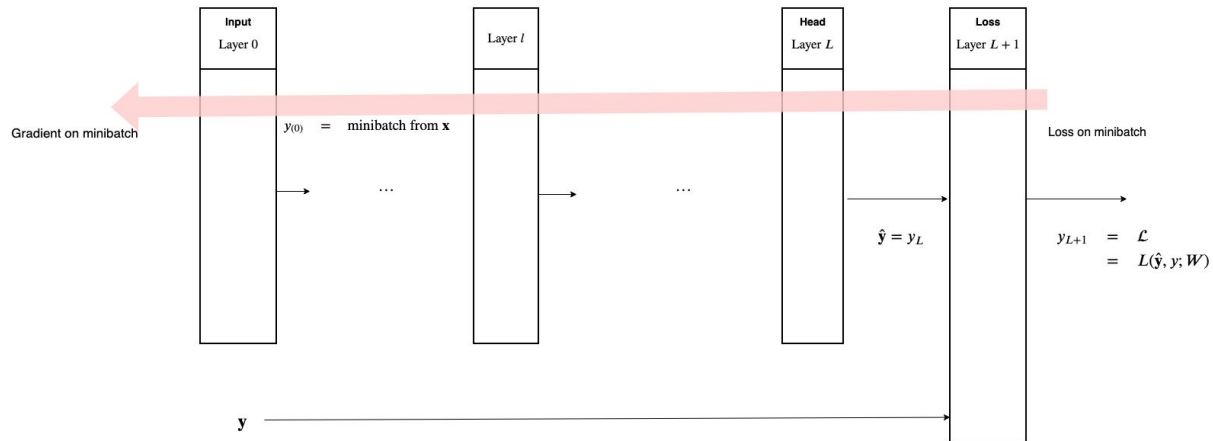 Input
Layer 0
Layer l
Head
Layer L
Loss
Layer L + 1
Gradient on minibatch
y(0) = minibatch from x
Loss on minibatch
...
...
ŷ = yL
yL+1 = ℒ
= L(ŷ, y; W)
y